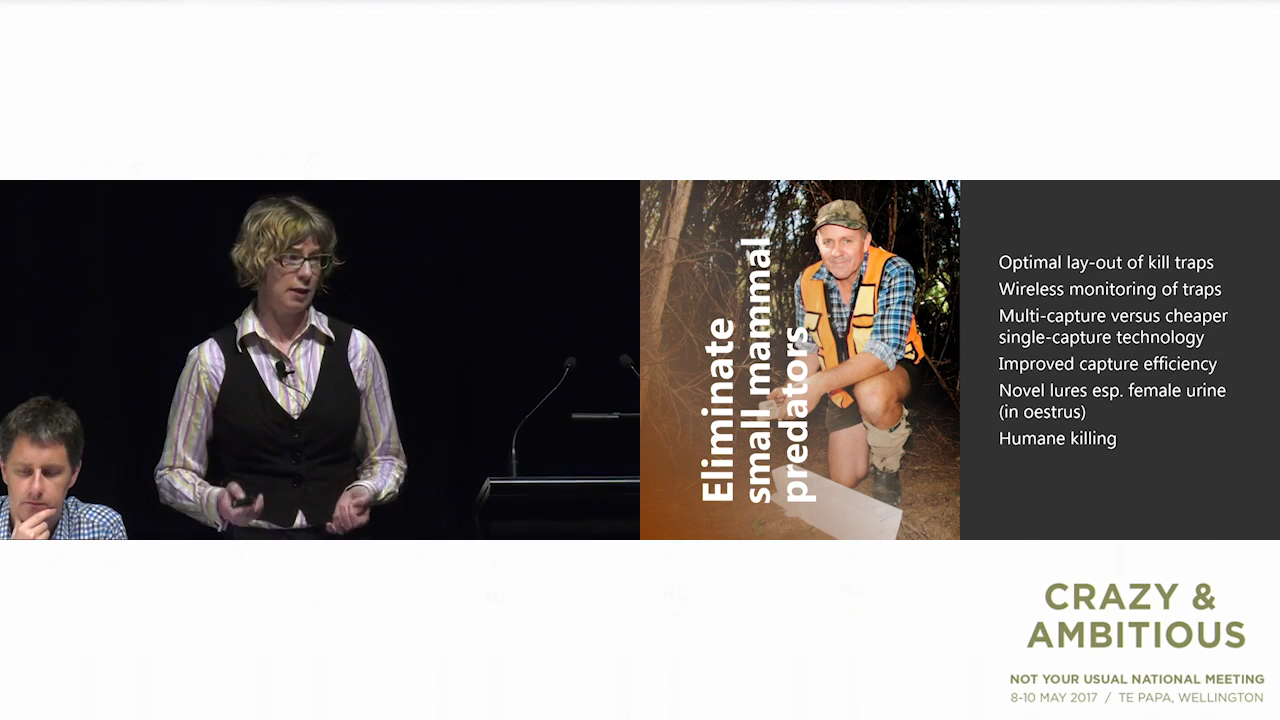 Eliminate
small mammal
predators
Optimal lay-out of kill traps
Wireless monitoring of traps
Multi-capture versus cheaper
single-capture technology
Improved capture efficiency
Novel lures esp. female urine
(in oestrus)
Humane killing
CRAZY &
AMBITIOUS
NOT YOUR USUAL NATIONAL MEETING
8-10 MAY 2017 / TE PAPA, WELLINGTON